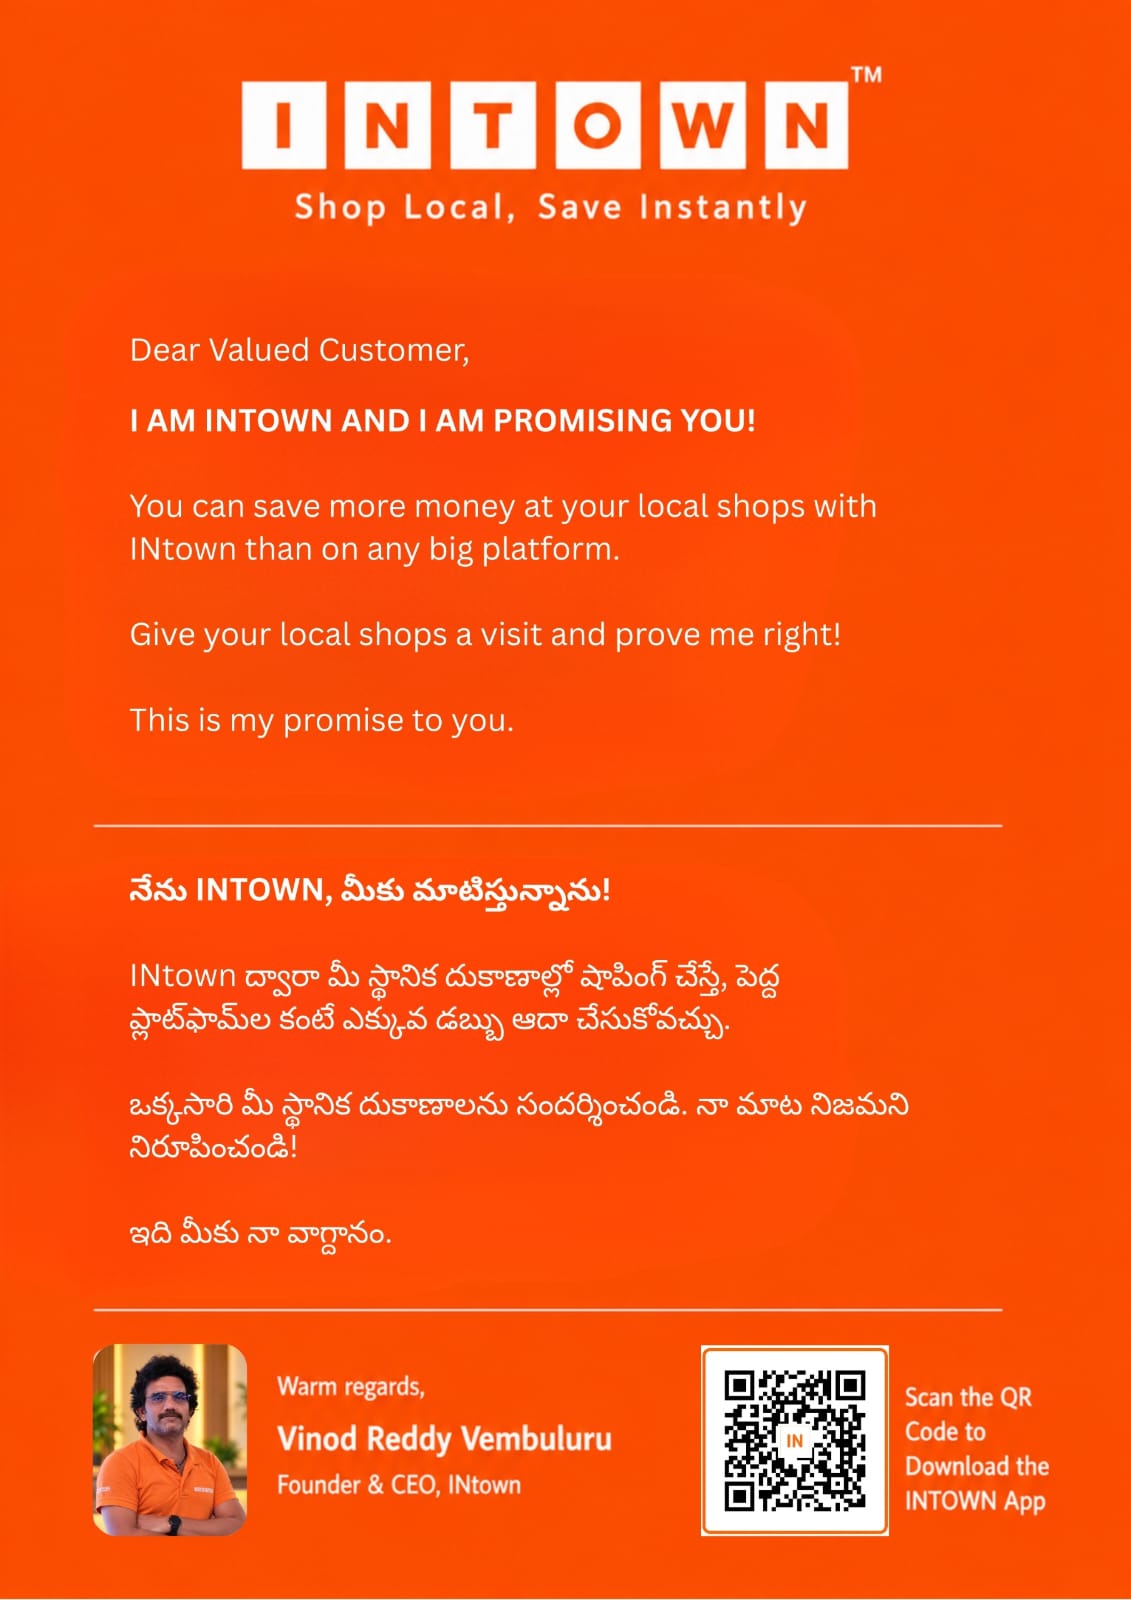 INTOWN™
Shop Local, Save Instantly
Dear Valued Customer,
I AM INTOWN AND I AM PROMISING YOU!
You can save more money at your local shops with
INtown than on any big platform.
Give your local shops a visit and prove me right!
This is my promise to you.
నేను INTOWN, మీకు మాటిస్తున్నాను!
INtown ద్వారా మీ స్థానిక దుకాణాల్లో షాపింగ్ చేస్తే, పెద్ద
ప్లాట్‌ఫామ్‌ల కంటే ఎక్కువ డబ్బు ఆదా చేసుకోవచ్చు.
ఒక్కసారి మీ స్థానిక దుకాణాలను సందర్శించండి. నా మాట నిజమని
నిరూపించండి!
ఇది మీకు నా వాగ్దానం.
Warm regards,
Vinod Reddy Vembuluru
Founder & CEO, INtown
IN
Scan the QR
Code to
Download the
INTOWN App